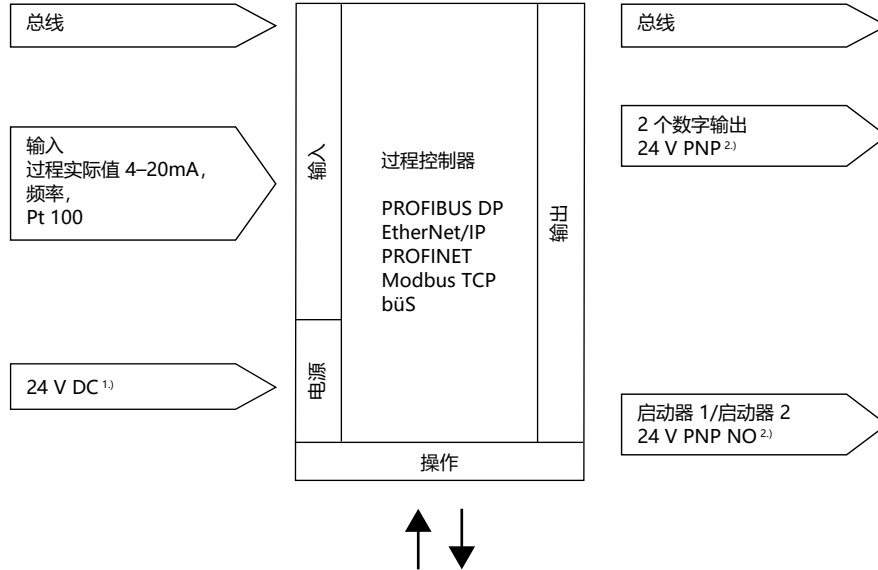 总线
输入
过程实际值 4–20mA，
频率，
Pt 100
24 V DC 1.)
输入
电源
过程控制器
PROFIBUS DP
EtherNet/IP
PROFINET
Modbus TCP
büS
输出
操作
总线
2 个数字输出
24 V PNP 2.)
启动器 1/启动器 2
24 V PNP NO 2.)